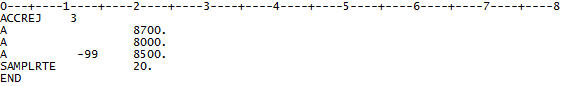 0---+----1----+----2----+----3----+----4----+----5----+----6----+----7----+----8
ACCREJ    3
A                  8700.
A                  8000.
A          -99     8500.
SAMPLRTE           20.
END